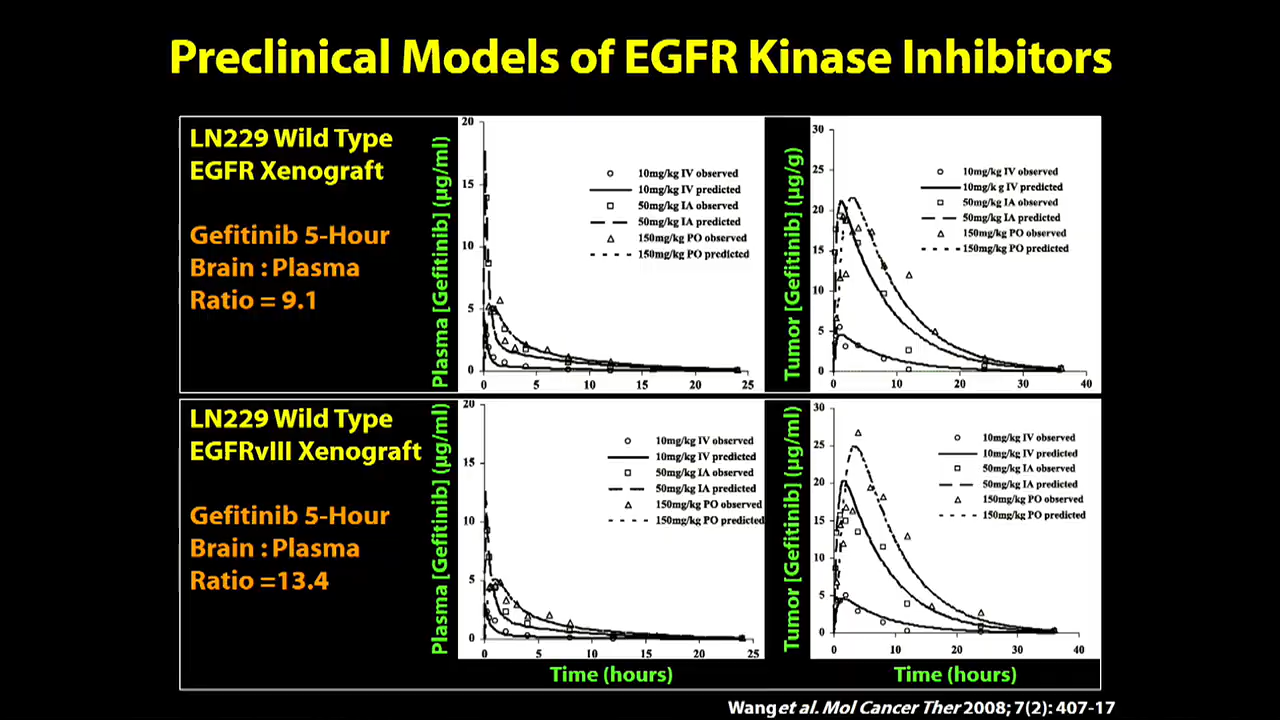 Preclinical Models of EGFR Kinase Inhibitors
LN229 Wild Type
EGFR Xenograft
Gefitinib 5-Hour
Brain : Plasma
Ratio = 9.1
Plasma [Gefitinib] (µg/ml)
20
15
10
5
0
0 5 10 15 20 25
10mg/kg IV observed
10mg/kg IV predicted
50mg/kg IA observed
50mg/kg IA predicted
150mg/kg PO observed
150mg/kg PO predicted
Tumor [Gefitinib] (µg/g)
30
25
20
15
10
5
0
0 10 20 30 40
10mg/kg IV observed
10mg/k g IV predicted
50mg/kg IA observed
50mg/kg IA predicted
150mg/kg PO observed
150mg/kg PO predicted
LN229 Wild Type
EGFRvIII Xenograft
Gefitinib 5-Hour
Brain : Plasma
Ratio =13.4
Plasma [Gefitinib] (µg/ml)
20
15
10
5
0
0 5 10 15 20 25
10mg/kg IV observed
10mg/kg IV predicted
50mg/kg IA observed
50mg/kg IA predicted
150mg/kg PO observed
150mg/kg PO predicted
Time (hours)
Tumor [Gefitinib] (µg/ml)
30
25
20
15
10
5
0
0 10 20 30 40
10mg/kg IV observed
10mg/kg IV predicted
50mg/kg IA observed
50mg/kg IA predicted
150mg/kg PO observed
150mg/kg PO predicted
Time (hours)
Wang et al. Mol Cancer Ther 2008; 7(2): 407-17